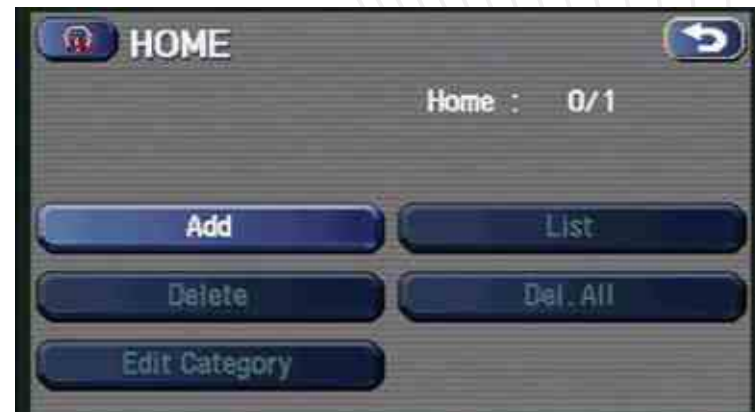 HOME
Home : 0/1
Add
List
Delete
Del. All
Edit Category